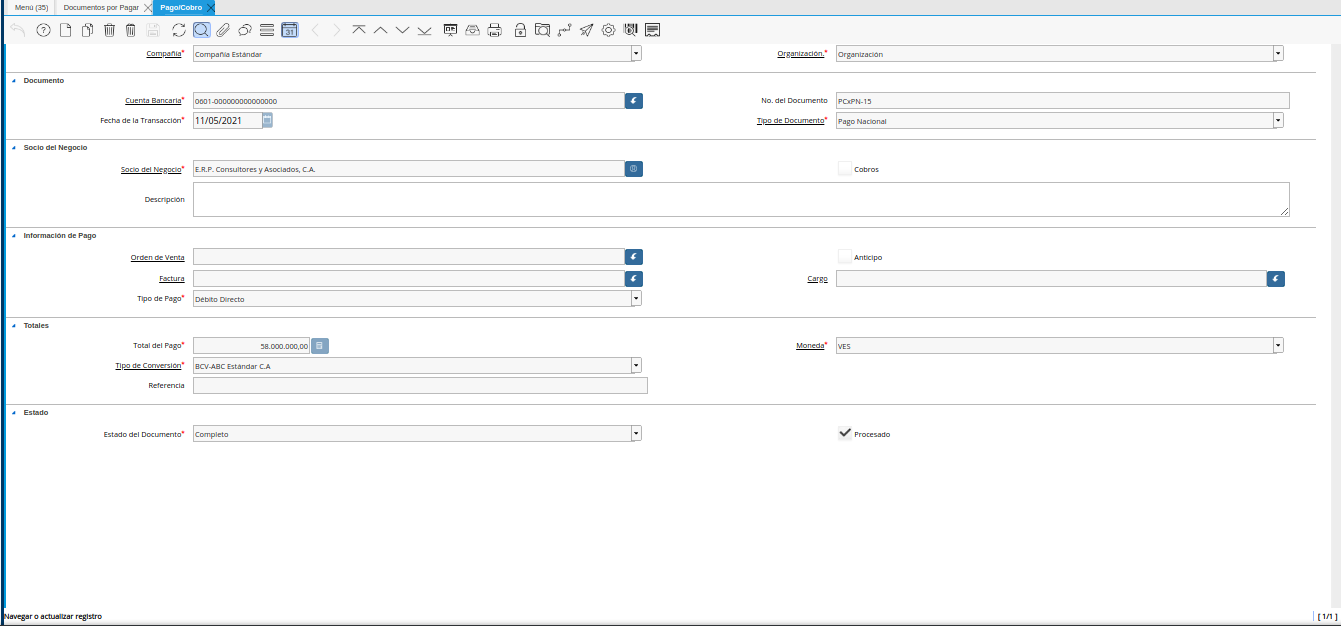 Menú (35) Documentos por Pagar Pago/Cobro
31
Compañía* Compañía Estándar Organización.* Organización
Documento
Cuenta Bancaria* 0601-000000000000000 No. del Documento PCxPN-15
Fecha de la Transacción* 11/05/2021 Tipo de Documento* Pago Nacional
Socio del Negocio
Socio del Negocio* E.R.P. Consultores y Asociados, C.A. Cobros
Descripción
Información de Pago
Orden de Venta Anticipo
Factura Cargo
Tipo de Pago* Débito Directo
Totales
Total del Pago* 58.000.000,00 Moneda* VES
Tipo de Conversión* BCV-ABC Estándar C.A
Referencia
Estado
Estado del Documento* Completo Procesado
Navegar o actualizar registro [ 1/1 ]